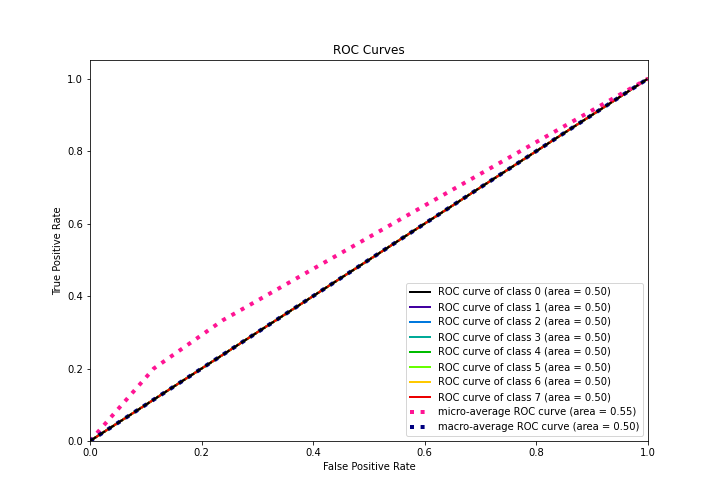 ROC Curves
1.0
0.8
0.6
0.4
0.2
0.0
True Positive Rate
0.0 0.2 0.4 0.6 0.8 1.0
False Positive Rate
ROC curve of class 0 (area = 0.50)
ROC curve of class 1 (area = 0.50)
ROC curve of class 2 (area = 0.50)
ROC curve of class 3 (area = 0.50)
ROC curve of class 4 (area = 0.50)
ROC curve of class 5 (area = 0.50)
ROC curve of class 6 (area = 0.50)
ROC curve of class 7 (area = 0.50)
micro-average ROC curve (area = 0.55)
macro-average ROC curve (area = 0.50)